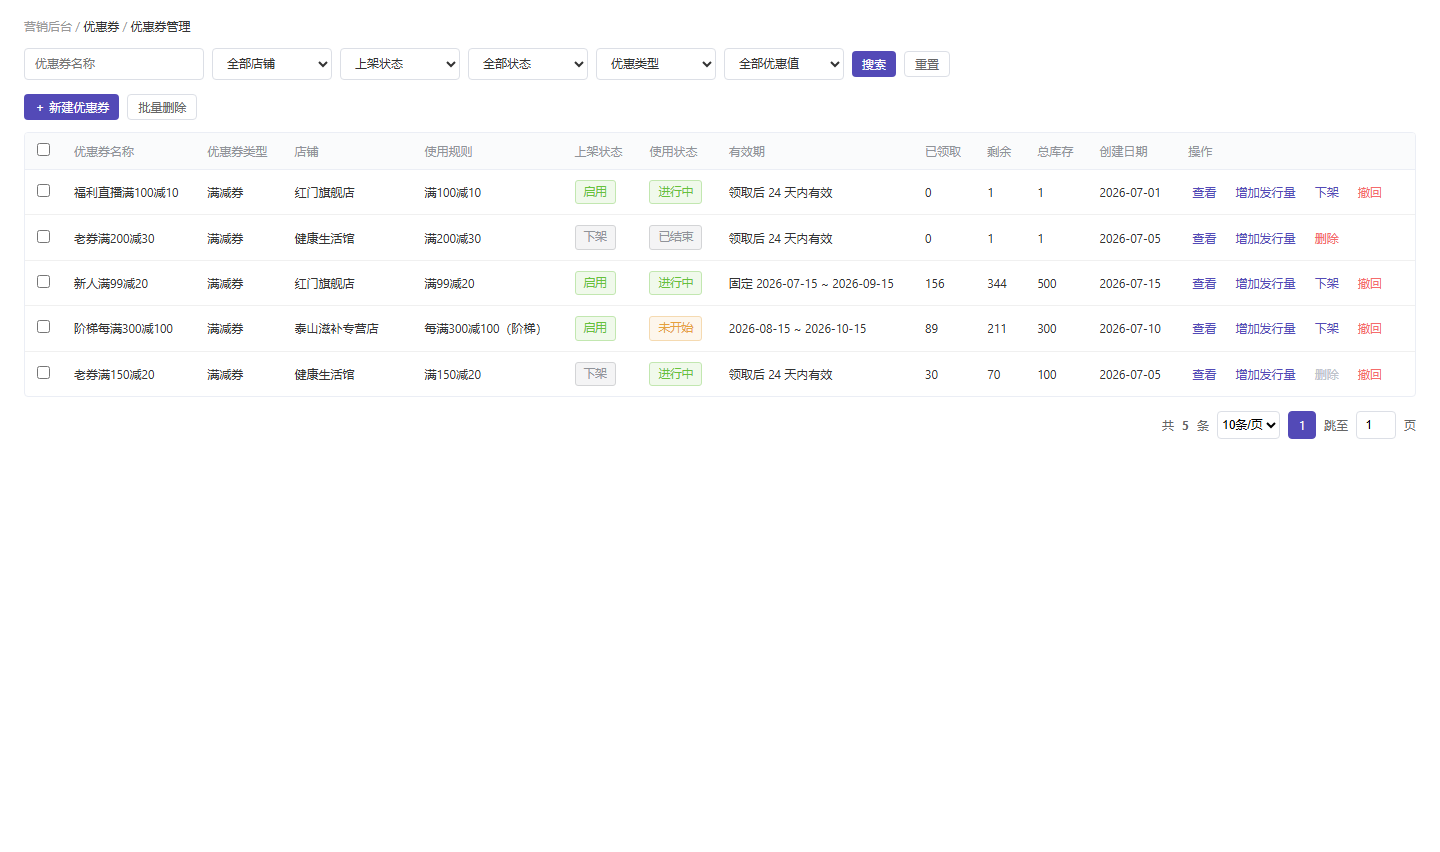 营销后台 / 优惠券 / 优惠券管理
优惠券名称 全部店铺 上架状态 全部状态 优惠类型 全部优惠值 搜索 重置
+ 新建优惠券 批量删除
优惠券名称 优惠券类型 店铺 使用规则 上架状态 使用状态 有效期 已领取 剩余 总库存 创建日期 操作
福利直播满100减10 满减券 红门旗舰店 满100减10 启用 进行中 领取后 24 天内有效 0 1 1 2026-07-01 查看 增加发行量 下架 撤回
老券满200减30 满减券 健康生活馆 满200减30 下架 已结束 领取后 24 天内有效 0 1 1 2026-07-05 查看 增加发行量 删除
新人满99减20 满减券 红门旗舰店 满99减20 启用 进行中 固定 2026-07-15 ~ 2026-09-15 156 344 500 2026-07-15 查看 增加发行量 下架 撤回
阶梯每满300减100 满减券 泰山滋补专营店 每满300减100（阶梯） 启用 未开始 2026-08-15 ~ 2026-10-15 89 211 300 2026-07-10 查看 增加发行量 下架 撤回
老券满150减20 满减券 健康生活馆 满150减20 下架 进行中 领取后 24 天内有效 30 70 100 2026-07-05 查看 增加发行量 删除 撤回
共 5 条 10条/页 1 跳至 1 页